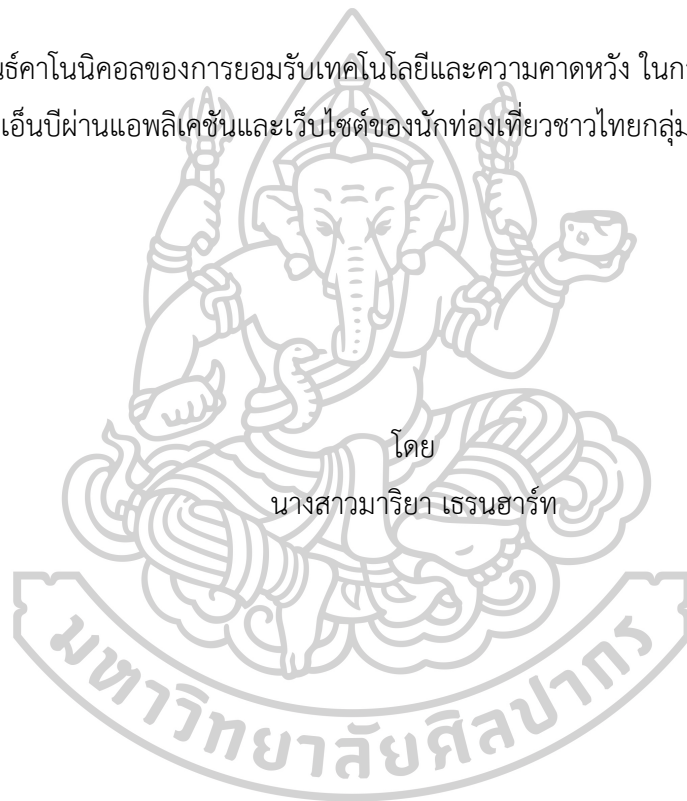 นธ์คาโนนิคอลของการยอมรับเทคโนโลยีและความคาดหวัง ในก
เอ็นบีผ่านแอพลิเคชันและเว็บไซต์ของนักท่องเที่ยวชาวไทยกลุ่ม
โดย
นางสาวมาริยา เธรนฮาร์ท
มหาวิทยาลัยศิลปากร